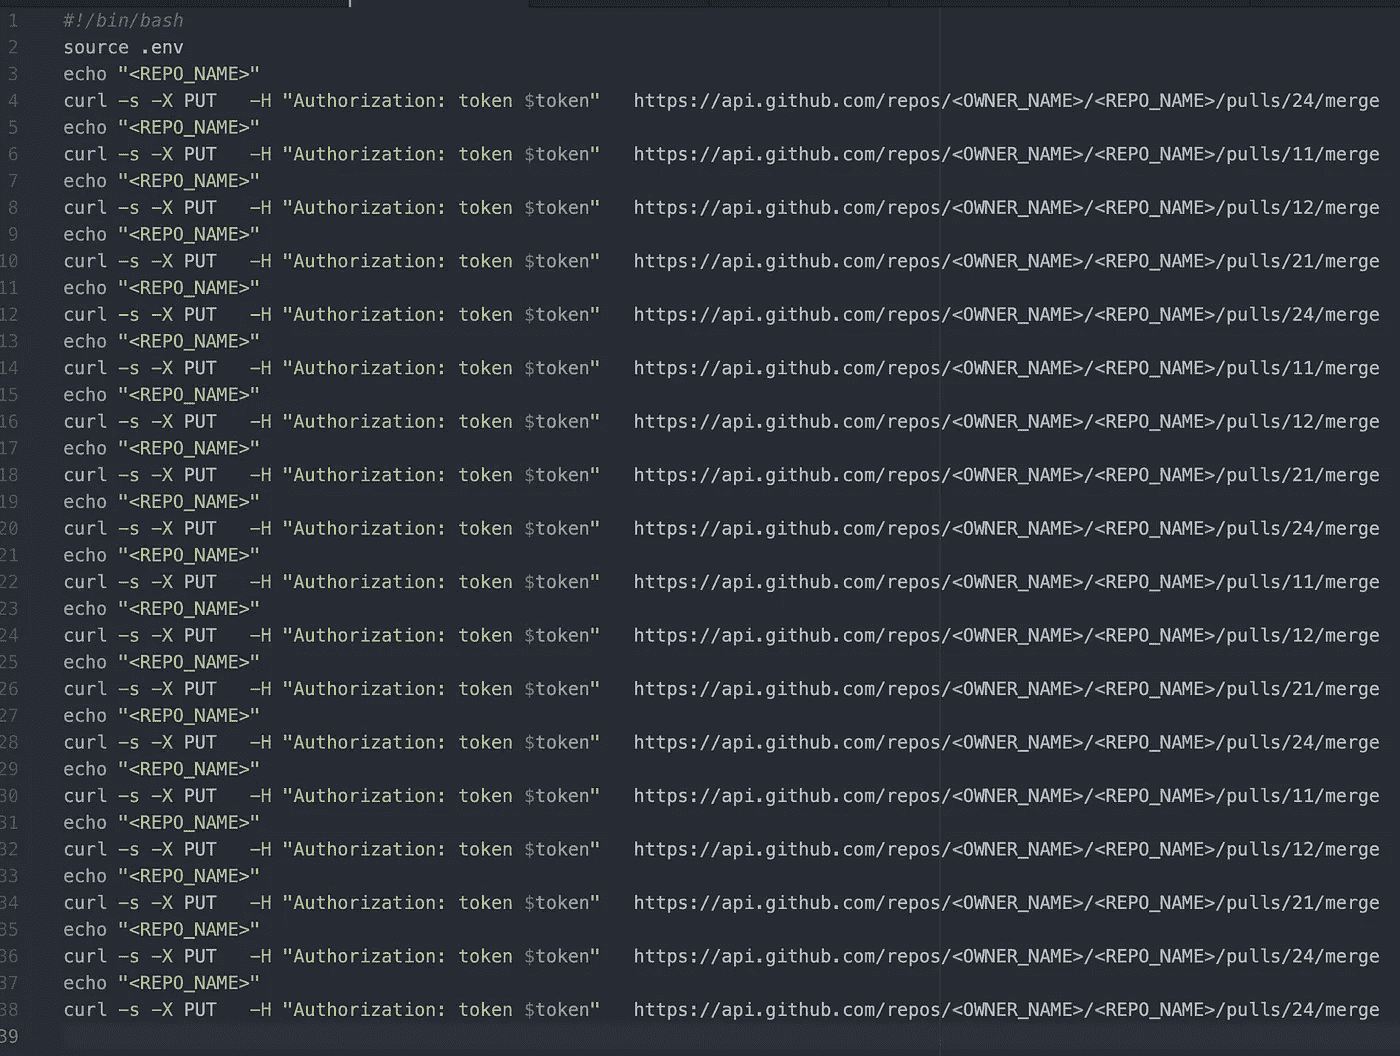 1 #!/bin/bash
2 source .env
3 echo "<REPO_NAME>"
4 curl -s -X PUT   -H "Authorization: token $token"   https://api.github.com/repos/<OWNER_NAME>/<REPO_NAME>/pulls/24/merge
5 echo "<REPO_NAME>"
6 curl -s -X PUT   -H "Authorization: token $token"   https://api.github.com/repos/<OWNER_NAME>/<REPO_NAME>/pulls/11/merge
7 echo "<REPO_NAME>"
8 curl -s -X PUT   -H "Authorization: token $token"   https://api.github.com/repos/<OWNER_NAME>/<REPO_NAME>/pulls/12/merge
9 echo "<REPO_NAME>"
10 curl -s -X PUT   -H "Authorization: token $token"   https://api.github.com/repos/<OWNER_NAME>/<REPO_NAME>/pulls/21/merge
11 echo "<REPO_NAME>"
12 curl -s -X PUT   -H "Authorization: token $token"   https://api.github.com/repos/<OWNER_NAME>/<REPO_NAME>/pulls/24/merge
13 echo "<REPO_NAME>"
14 curl -s -X PUT   -H "Authorization: token $token"   https://api.github.com/repos/<OWNER_NAME>/<REPO_NAME>/pulls/11/merge
15 echo "<REPO_NAME>"
16 curl -s -X PUT   -H "Authorization: token $token"   https://api.github.com/repos/<OWNER_NAME>/<REPO_NAME>/pulls/12/merge
17 echo "<REPO_NAME>"
18 curl -s -X PUT   -H "Authorization: token $token"   https://api.github.com/repos/<OWNER_NAME>/<REPO_NAME>/pulls/21/merge
19 echo "<REPO_NAME>"
20 curl -s -X PUT   -H "Authorization: token $token"   https://api.github.com/repos/<OWNER_NAME>/<REPO_NAME>/pulls/24/merge
21 echo "<REPO_NAME>"
22 curl -s -X PUT   -H "Authorization: token $token"   https://api.github.com/repos/<OWNER_NAME>/<REPO_NAME>/pulls/11/merge
23 echo "<REPO_NAME>"
24 curl -s -X PUT   -H "Authorization: token $token"   https://api.github.com/repos/<OWNER_NAME>/<REPO_NAME>/pulls/12/merge
25 echo "<REPO_NAME>"
26 curl -s -X PUT   -H "Authorization: token $token"   https://api.github.com/repos/<OWNER_NAME>/<REPO_NAME>/pulls/21/merge
27 echo "<REPO_NAME>"
28 curl -s -X PUT   -H "Authorization: token $token"   https://api.github.com/repos/<OWNER_NAME>/<REPO_NAME>/pulls/24/merge
29 echo "<REPO_NAME>"
30 curl -s -X PUT   -H "Authorization: token $token"   https://api.github.com/repos/<OWNER_NAME>/<REPO_NAME>/pulls/11/merge
31 echo "<REPO_NAME>"
32 curl -s -X PUT   -H "Authorization: token $token"   https://api.github.com/repos/<OWNER_NAME>/<REPO_NAME>/pulls/12/merge
33 echo "<REPO_NAME>"
34 curl -s -X PUT   -H "Authorization: token $token"   https://api.github.com/repos/<OWNER_NAME>/<REPO_NAME>/pulls/21/merge
35 echo "<REPO_NAME>"
36 curl -s -X PUT   -H "Authorization: token $token"   https://api.github.com/repos/<OWNER_NAME>/<REPO_NAME>/pulls/24/merge
37 echo "<REPO_NAME>"
38 curl -s -X PUT   -H "Authorization: token $token"   https://api.github.com/repos/<OWNER_NAME>/<REPO_NAME>/pulls/24/merge
39